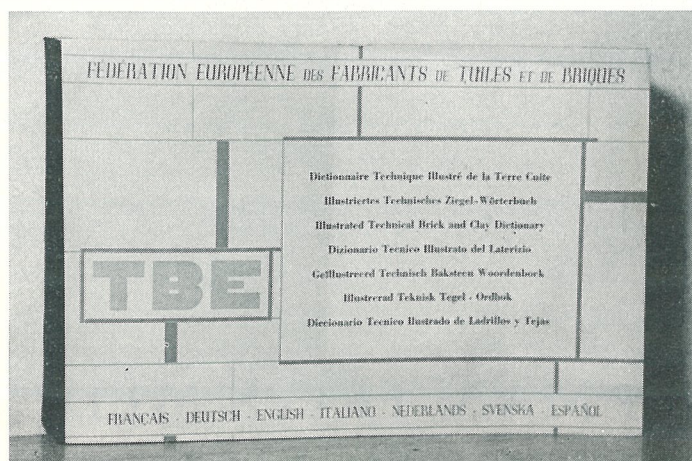 FÉDÉRATION EUROPÉENNE DES FABRICANTS DE TUILES ET DE BRIQUES
Dictionnaire Technique Illustré de la Terre Cuite
Illustriertes Technisches Ziegel-Wörterbuch
Illustrated Technical Brick and Clay Dictionary
Dizionario Tecnico Illustrato del Laterizio
Geïllustreerd Technisch Baksteen Woordenboek
Illustrerad Teknisk Tegel - Ordbok
Diccionario Tecnico Ilustrado de Ladrillos y Tejas
TBE
FRANÇAIS - DEUTSCH - ENGLISH - ITALIANO - NEDERLANDS - SVENSKA - ESPAÑOL